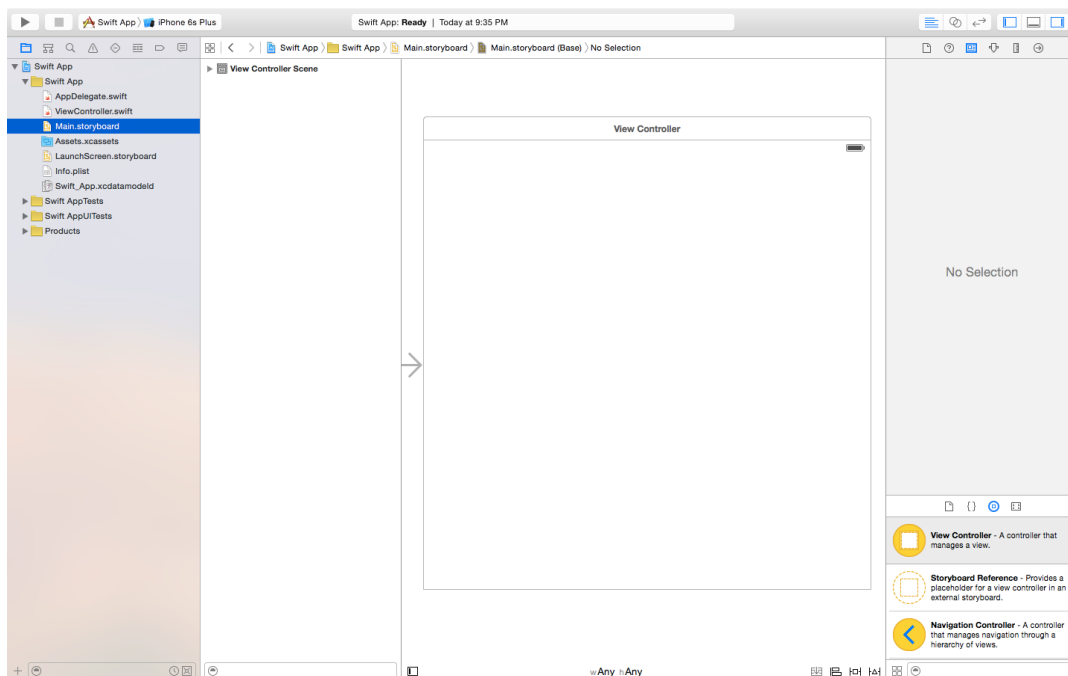 Swift App iPhone 6s Plus
Swift App: Ready | Today at 9:35 PM
Swift App Swift App Main.storyboard Main.storyboard (Base) No Selection
Swift App
Swift App
AppDelegate.swift
ViewController.swift
Main.storyboard
Assets.xcassets
LaunchScreen.storyboard
Info.plist
Swift_App.xcdatamodeld
Swift AppTests
Swift AppUITests
Products
View Controller Scene
View Controller
No Selection
View Controller - A controller that
manages a view.
Storyboard Reference - Provides a
placeholder for a view controller in an
external storyboard.
Navigation Controller - A controller
that manages navigation through a
hierarchy of views.
wAny hAny